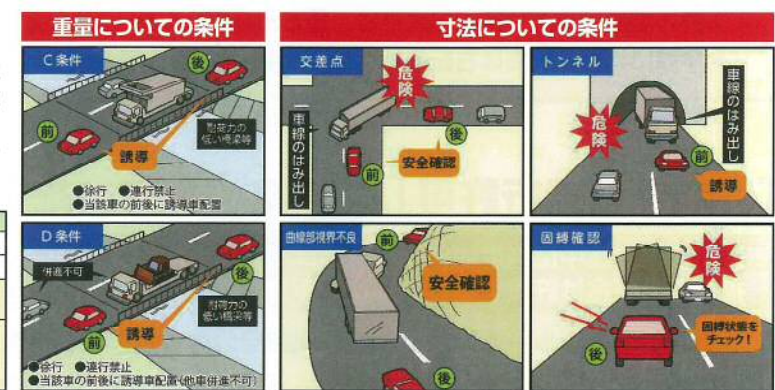 重量についての条件
C条件
後
前
誘導
耐荷力の
低い橋梁等
●徐行 ●連行禁止
●当該車の前後に誘導車配置
D条件
併進不可
後
前
誘導
耐荷力の
低い橋梁等
●徐行 ●連行禁止
●当該車の前後に誘導車配置(他車併進不可)
寸法についての条件
交差点
危険
車線のはみ出し
後
前
安全確認
トンネル
車線のはみ出し
危険
前
誘導
曲線部視界不良
前
安全確認
後
固縛確認
危険
固縛状態を
チェック!
後